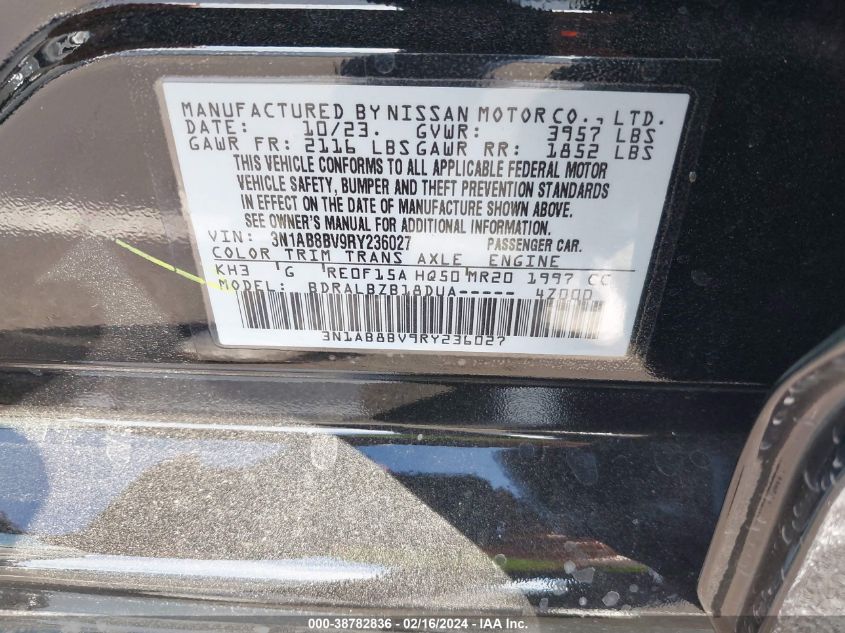 MANUFACTURED BY NISSAN MOTOR CO., LTD.
DATE: 10/23. GVWR: 3957 LBS
GAWR FR: 2116 LBS GAWR RR: 1852 LBS
THIS VEHICLE CONFORMS TO ALL APPLICABLE FEDERAL MOTOR
VEHICLE SAFETY, BUMPER AND THEFT PREVENTION STANDARDS
IN EFFECT ON THE DATE OF MANUFACTURE SHOWN ABOVE.
SEE OWNER'S MANUAL FOR ADDITIONAL INFORMATION.
VIN: 3N1AB8BV9RY236027 PASSENGER CAR.
COLOR TRIM TRANS AXLE ENGINE
KH3 G RE0F15A HQ50 MR20 1997 CC
MODEL: BDRALBZB18DUA----- 4Z000
3N1AB8BV9RY236027
000-38782836 - 02/16/2024 - IAA Inc.